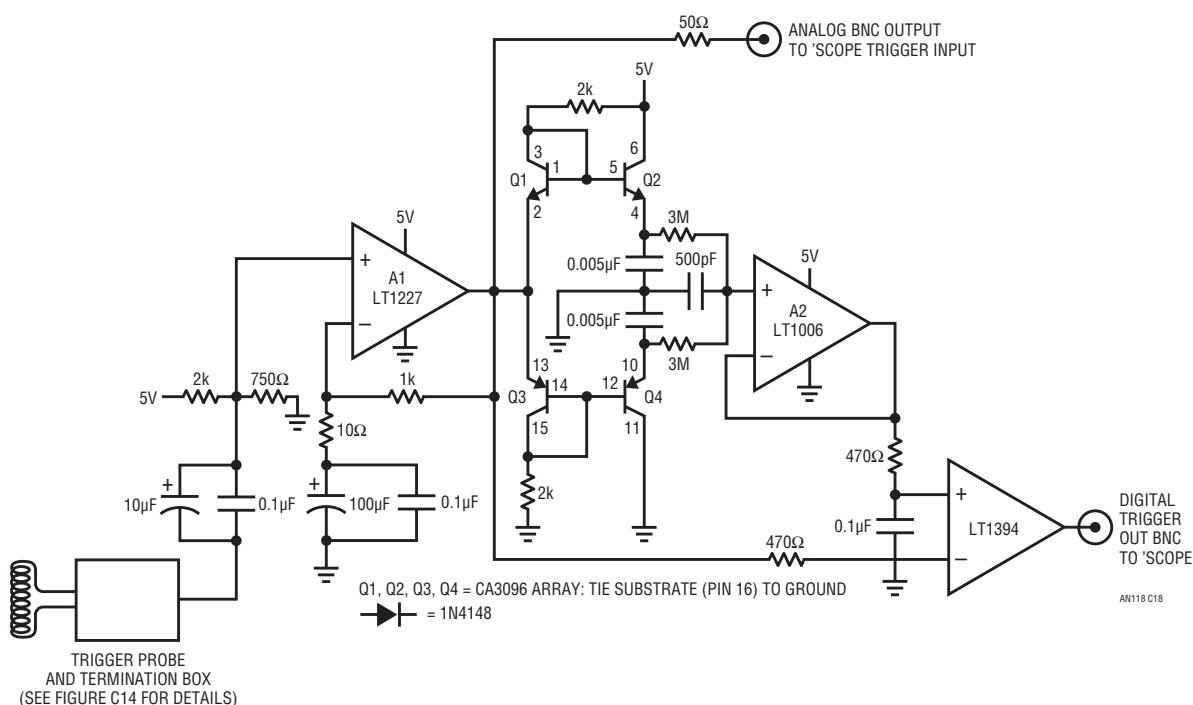 50Ω
ANALOG BNC OUTPUT
TO ’SCOPE TRIGGER INPUT
5V
2k
3
1
5
6
Q1
Q2
2
4
3M
5V
+
A1
LT1227
–
0.005µF
500pF
5V
+
A2
LT1006
–
0.005µF
3M
13
14
12
10
Q3
Q4
15
11
5V
2k
750Ω
1k
10Ω
2k
470Ω
+
10µF
0.1µF
+
100µF
0.1µF
0.1µF
470Ω
+
LT1394
–
DIGITAL
TRIGGER
OUT BNC
TO ’SCOPE
Q1, Q2, Q3, Q4 = CA3096 ARRAY: TIE SUBSTRATE (PIN 16) TO GROUND
= 1N4148
AN118 C18
TRIGGER PROBE
AND TERMINATION BOX
(SEE FIGURE C14 FOR DETAILS)